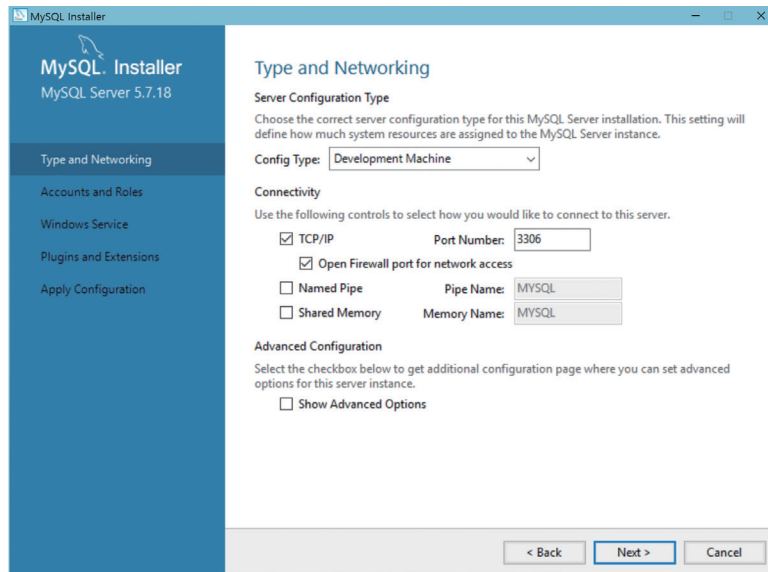 MySQL Installer
MySQL. Installer
MySQL Server 5.7.18
Type and Networking
Accounts and Roles
Windows Service
Plugins and Extensions
Apply Configuration
Type and Networking
Server Configuration Type
Choose the correct server configuration type for this MySQL Server installation. This setting will
define how much system resources are assigned to the MySQL Server instance.
Config Type: Development Machine
Connectivity
Use the following controls to select how you would like to connect to this server.
TCP/IP Port Number: 3306
Open Firewall port for network access
Named Pipe Pipe Name: MYSQL
Shared Memory Memory Name: MYSQL
Advanced Configuration
Select the checkbox below to get additional configuration page where you can set advanced
options for this server instance.
Show Advanced Options
< Back Next > Cancel